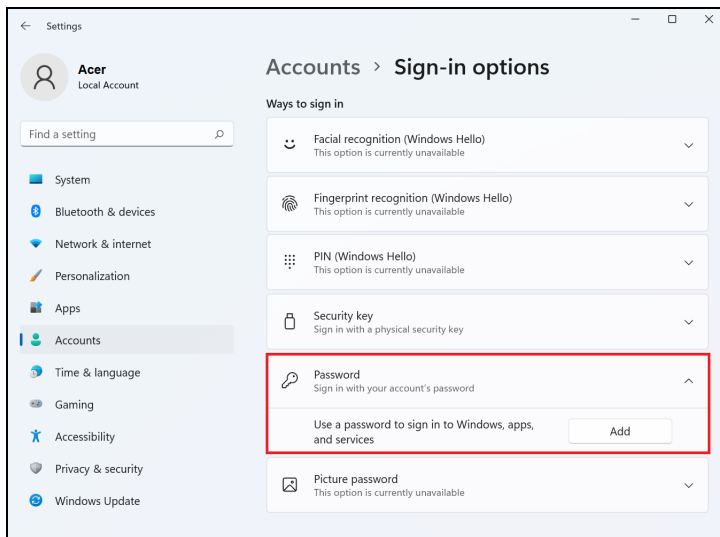 Settings
Acer
Local Account
Find a setting
System
Bluetooth & devices
Network & internet
Personalization
Apps
Accounts
Time & language
Gaming
Accessibility
Privacy & security
Windows Update
Accounts > Sign-in options
Ways to sign in
Facial recognition (Windows Hello)
This option is currently unavailable
Fingerprint recognition (Windows Hello)
This option is currently unavailable
PIN (Windows Hello)
This option is currently unavailable
Security key
Sign in with a physical security key
Password
Sign in with your account's password
Use a password to sign in to Windows, apps,
and services
Add
Picture password
This option is currently unavailable